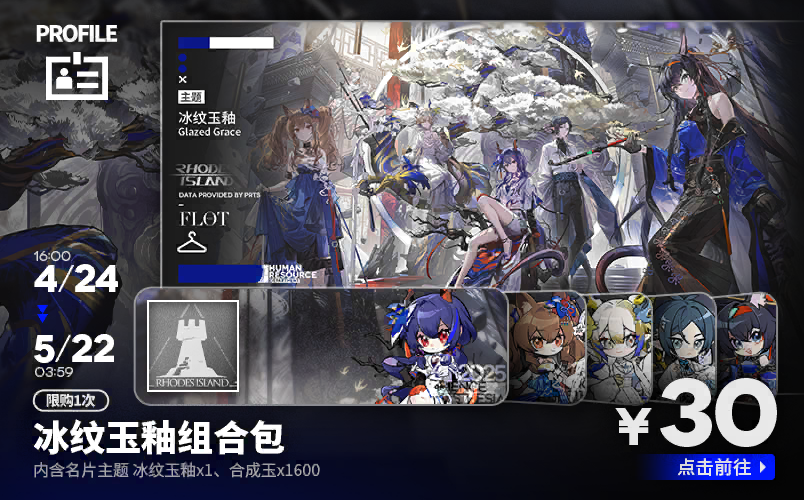 PROFILE
主题
冰纹玉釉
Glazed Grace
RHODES
ISLAND
DATA PROVIDED BY PRTS
FLOT
HUMAN
RESOURCE
16:00
4/24
5/22
03:59
RHODES ISLAND
2025
限购1次
冰纹玉釉组合包
内含名片主题 冰纹玉釉x1、合成玉x1600
¥30
点击前往